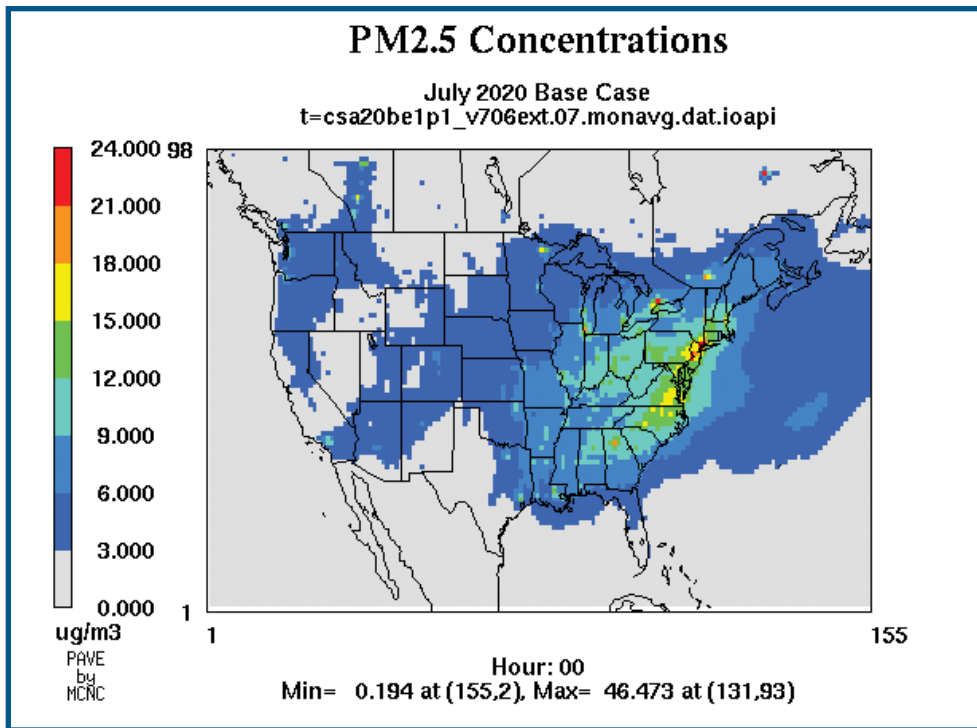 PM2.5 Concentrations
July 2020 Base Case
t=csa20be1p1_v706ext.07.monavg.dat.ioapi
24.000
21.000
18.000
15.000
12.000
9.000
6.000
3.000
0.000
ug/m3
PAVE
by
MCNC
98
1
1
155
Hour: 00
Min= 0.194 at (155,2), Max= 46.473 at (131,93)